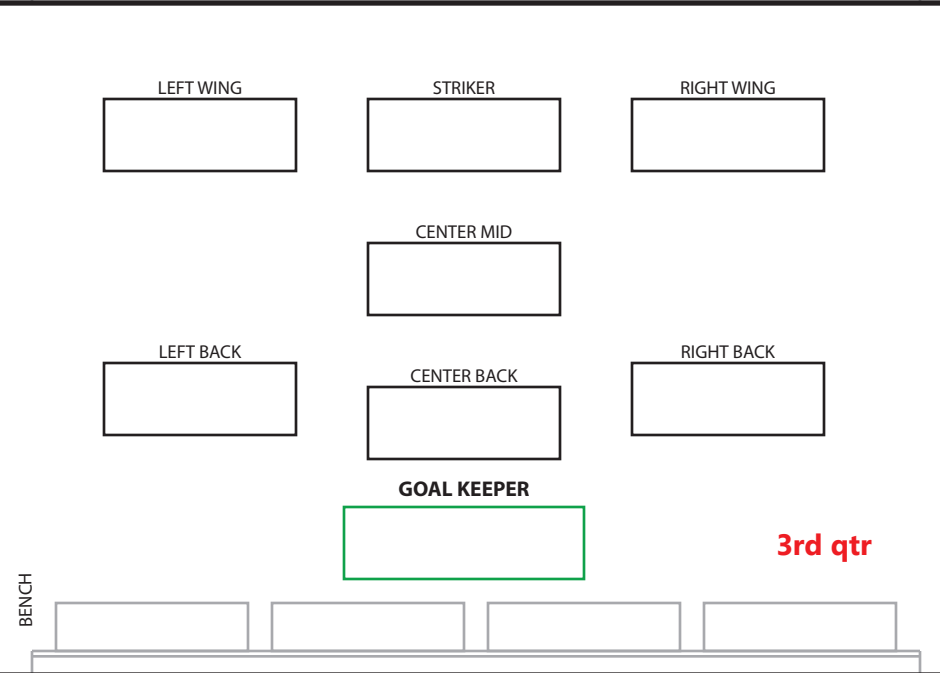 LEFT WING
STRIKER
RIGHT WING
CENTER MID
LEFT BACK
RIGHT BACK
CENTER BACK
GOAL KEEPER
3rd qtr
BENCH